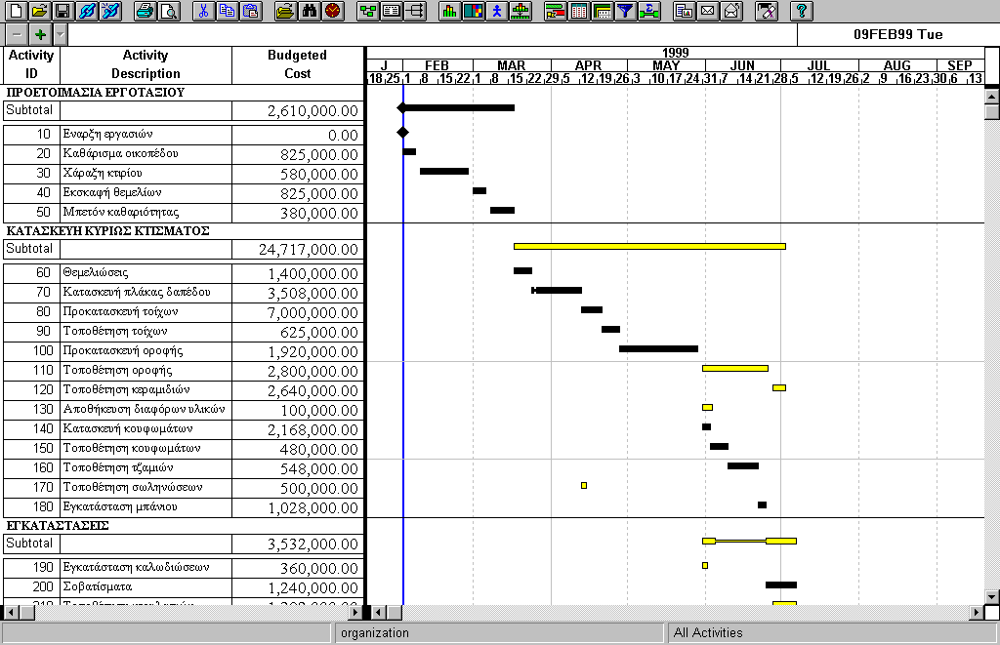 09FEB99 Tue
Activity ID Activity Description Budgeted Cost
1999
J FEB MAR APR MAY JUN JUL AUG SEP
18 25 1 8 15 22 1 8 15 22 29 5 12 19 26 3 10 17 24 31 7 14 21 28 5 12 19 26 2 9 16 23 30 6 13
ΠΡΟΕΤΟΙΜΑΣΙΑ ΕΡΓΟΤΑΞΙΟΥ
Subtotal 2,610,000.00
10 Εναρξη εργασιών 0.00
20 Καθάρισμα οικοπέδου 825,000.00
30 Χάραξη κτιρίου 580,000.00
40 Εκσκαφή θεμελίων 825,000.00
50 Μπετόν καθαριότητας 380,000.00
ΚΑΤΑΣΚΕΥΗ ΚΥΡΙΩΣ ΚΤΙΣΜΑΤΟΣ
Subtotal 24,717,000.00
60 Θεμελιώσεις 1,400,000.00
70 Κατασκευή πλάκας δαπέδου 3,508,000.00
80 Προκατασκευή τοίχων 7,000,000.00
90 Τοποθέτηση τοίχων 625,000.00
100 Προκατασκευή οροφής 1,920,000.00
110 Τοποθέτηση οροφής 2,800,000.00
120 Τοποθέτηση κεραμιδιών 2,640,000.00
130 Αποθήκευση διαφόρων υλικών 100,000.00
140 Κατασκευή κουφωμάτων 2,168,000.00
150 Τοποθέτηση κουφωμάτων 480,000.00
160 Τοποθέτηση τζαμιών 548,000.00
170 Τοποθέτηση σωληνώσεων 500,000.00
180 Εγκατάσταση μπάνιου 1,028,000.00
ΕΓΚΑΤΑΣΤΑΣΕΙΣ
Subtotal 3,532,000.00
190 Εγκατάσταση καλωδιώσεων 360,000.00
200 Σοβατίσματα 1,240,000.00
organization
All Activities